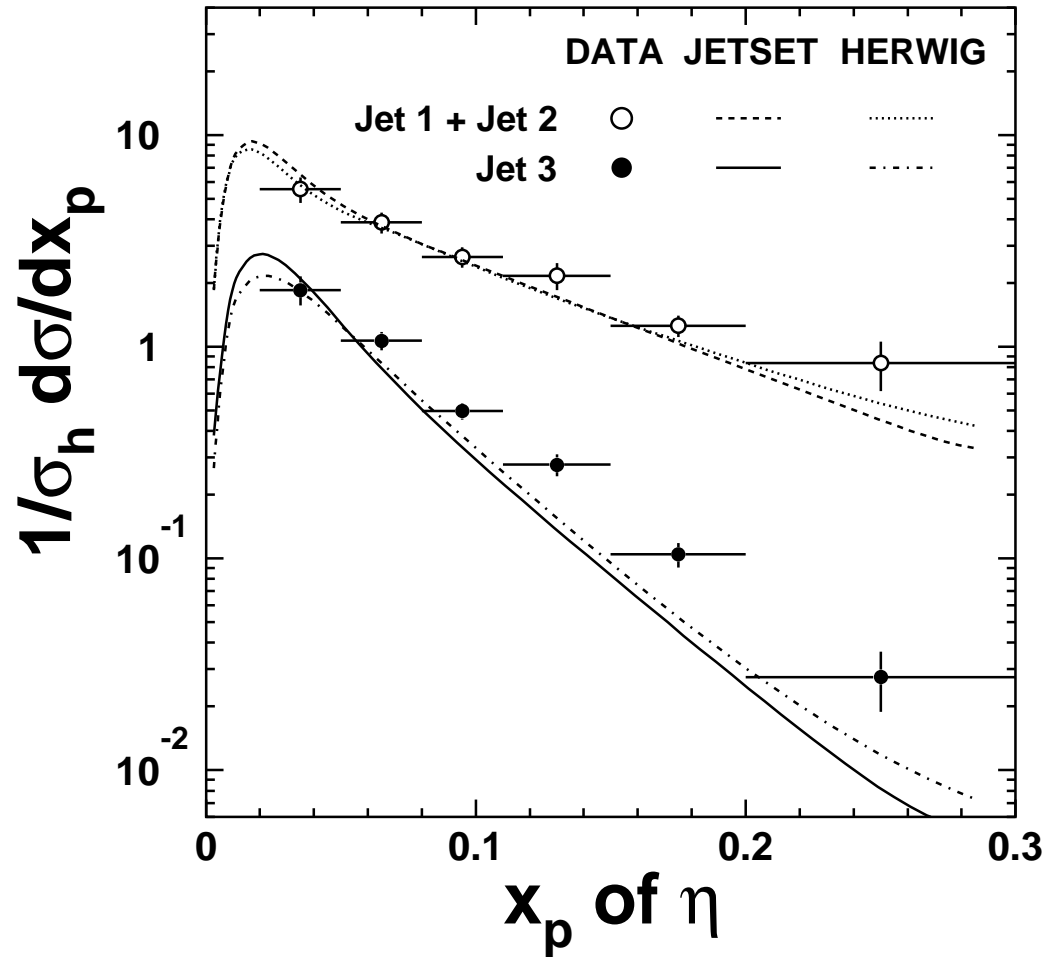 DATA JETSET HERWIG
Jet 1 + Jet 2
Jet 3
1/σh dσ/dxp
10
1
10-1
10-2
0 0.1 0.2 0.3
xp of η